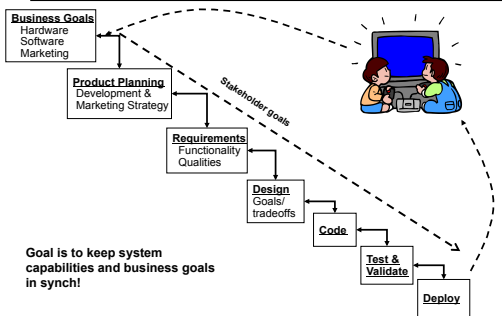 Business Goals
Hardware
Software
Marketing
Product Planning
Development &
Marketing Strategy
Stakeholder goals
Requirements
Functionality
Qualities
Design
Goals/
tradeoffs
Code
Test &
Validate
Deploy
Goal is to keep system
capabilities and business goals
in synch!